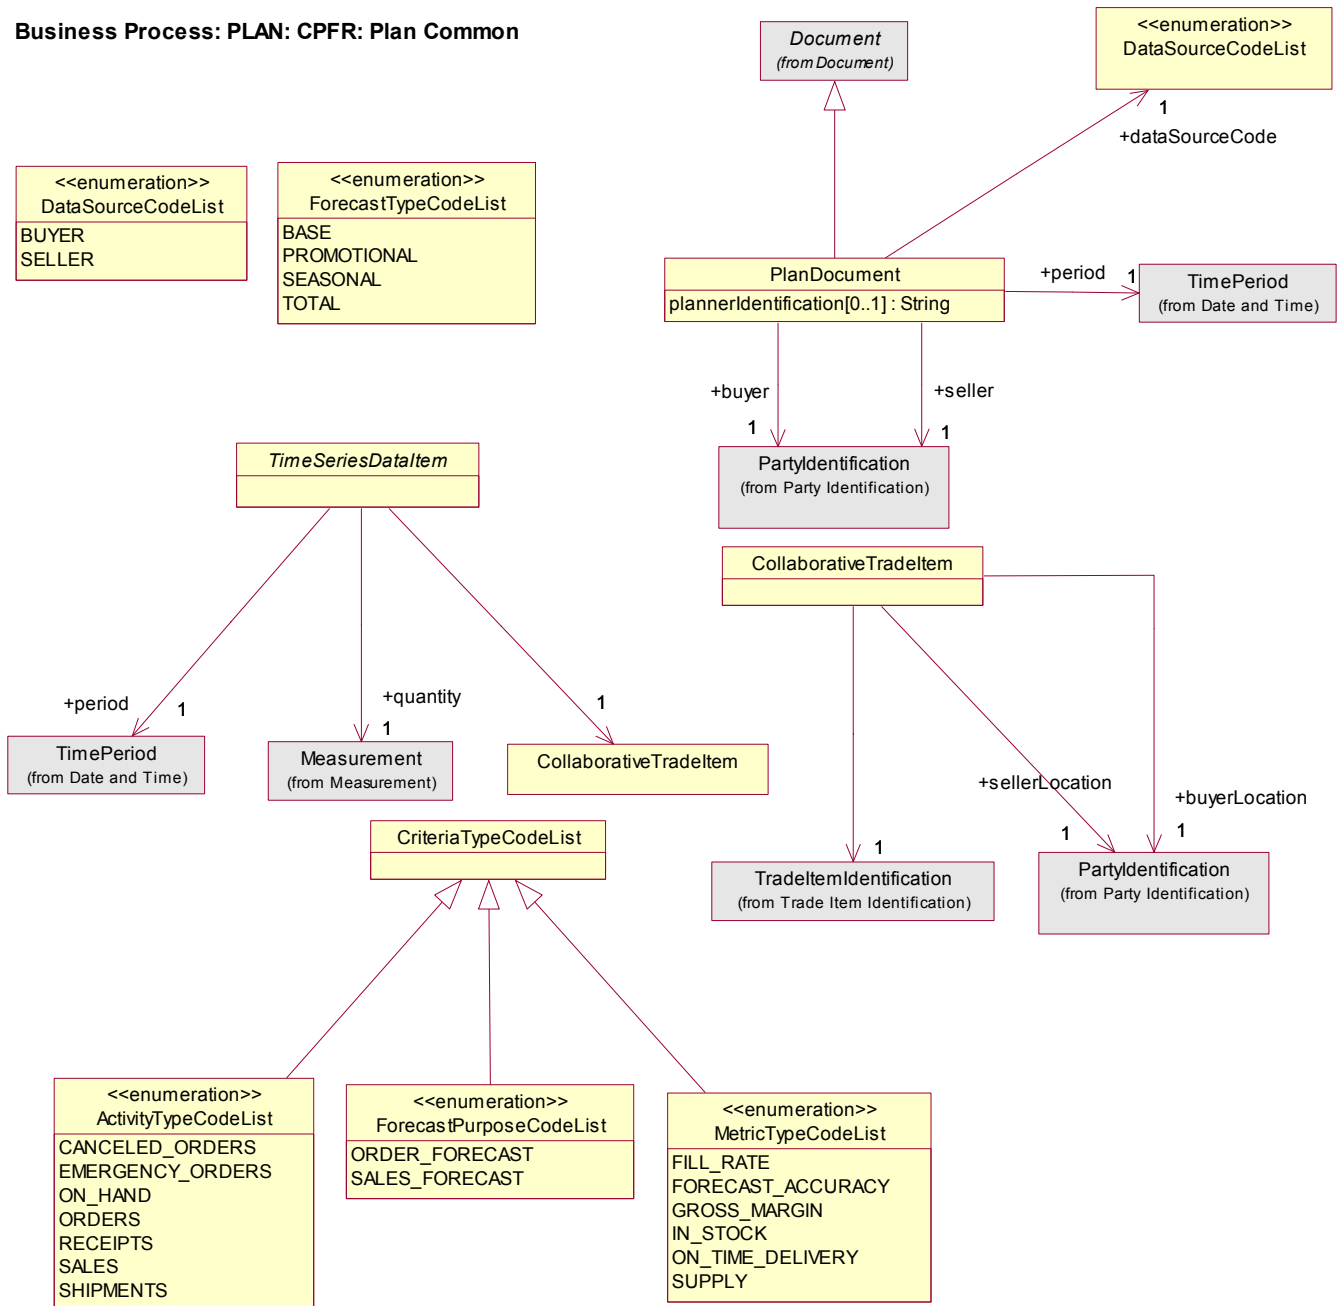 Business Process: PLAN: CPFR: Plan Common
Document
(from Document)
<<enumeration>>
DataSourceCodeList
1
+dataSourceCode
<<enumeration>>
DataSourceCodeList
BUYER
SELLER
<<enumeration>>
ForecastTypeCodeList
BASE
PROMOTIONAL
SEASONAL
TOTAL
PlanDocument
plannerIdentification[0..1] : String
+period
1
TimePeriod
(from Date and Time)
+buyer
1
+seller
1
PartyIdentification
(from Party Identification)
TimeSeriesDataItem
+period
1
+quantity
1
1
TimePeriod
(from Date and Time)
Measurement
(from Measurement)
CollaborativeTradeItem
CollaborativeTradeItem
+sellerLocation
+buyerLocation
1
1
1
TradeItemIdentification
(from Trade Item Identification)
PartyIdentification
(from Party Identification)
CriteriaTypeCodeList
<<enumeration>>
ActivityTypeCodeList
CANCELED_ORDERS
EMERGENCY_ORDERS
ON_HAND
ORDERS
RECEIPTS
SALES
SHIPMENTS
<<enumeration>>
ForecastPurposeCodeList
ORDER_FORECAST
SALES_FORECAST
<<enumeration>>
MetricTypeCodeList
FILL_RATE
FORECAST_ACCURACY
GROSS_MARGIN
IN_STOCK
ON_TIME_DELIVERY
SUPPLY